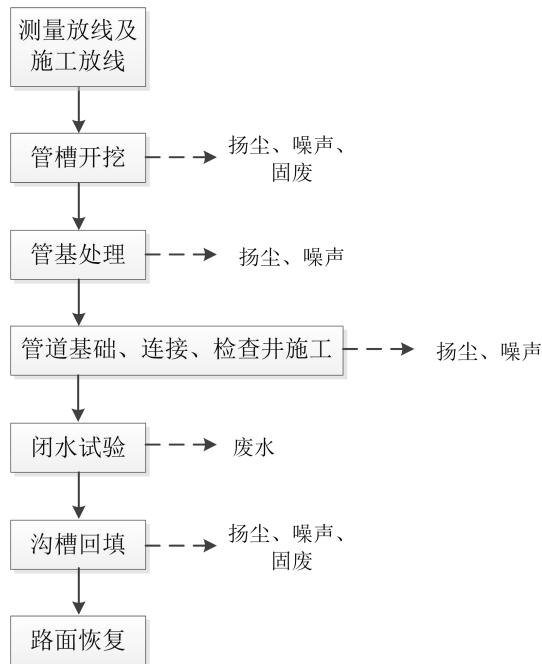 测量放线及
施工放线
管槽开挖
扬尘、噪声、
固废
管基处理
扬尘、噪声
管道基础、连接、检查井施工
扬尘、噪声
闭水试验
废水
沟槽回填
扬尘、噪声、
固废
路面恢复